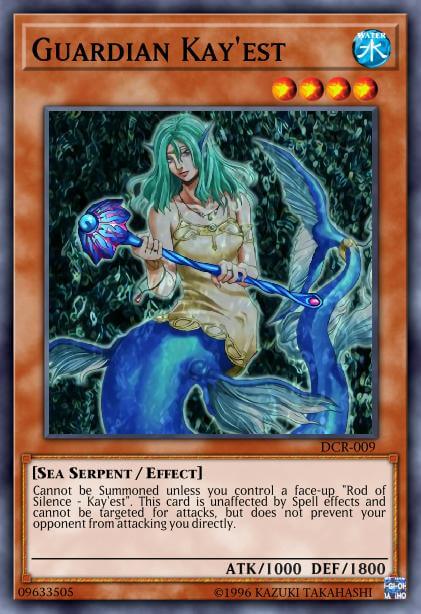 GUARDIAN KAY'EST
WATER
水
DCR-009
[SEA SERPENT / EFFECT]
Cannot be Summoned unless you control a face-up "Rod of
Silence - Kay'est". This card is unaffected by Spell effects and
cannot be targeted for attacks, but does not prevent your
opponent from attacking you directly.
ATK/1000 DEF/1800
09633505
©1996 KAZUKI TAKAHASHI